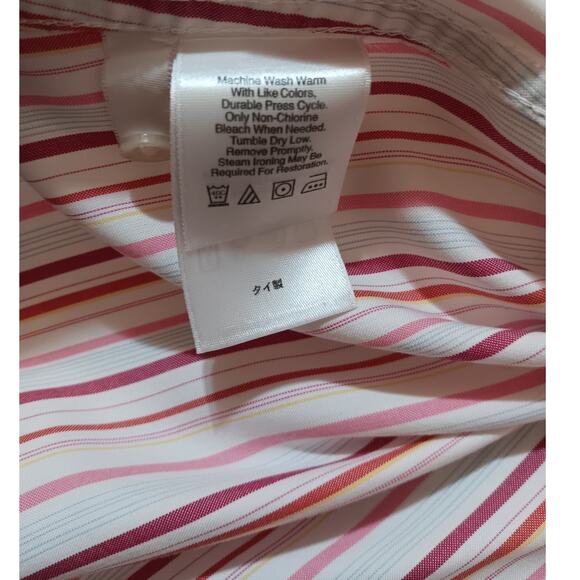 Machine Wash Warm
With Like Colors,
Durable Press Cycle.
Only Non-Chlorine
Bleach When Needed.
Tumble Dry Low.
Remove Promptly.
Steam Ironing May Be
Required For Restoration.
40C
タイ製